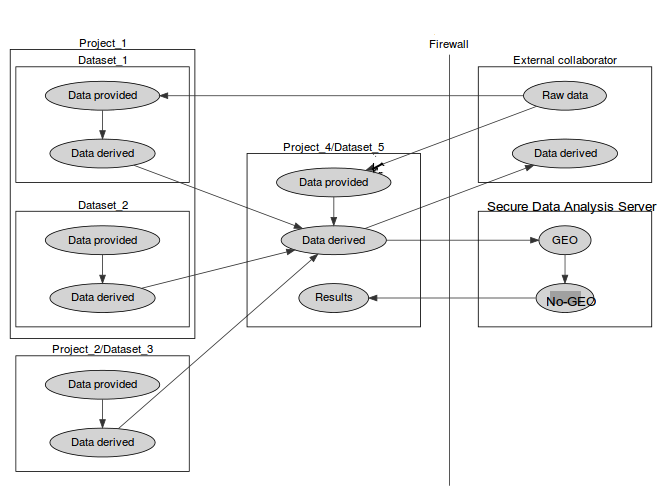 Project_1
Dataset_1
Data provided
Data derived
Dataset_2
Data provided
Data derived
Project_2/Dataset_3
Data provided
Data derived
Project_4/Dataset_5
Data provided
Data derived
Results
Firewall
External collaborator
Raw data
Data derived
Secure Data Analysis Server
GEO
No-GEO